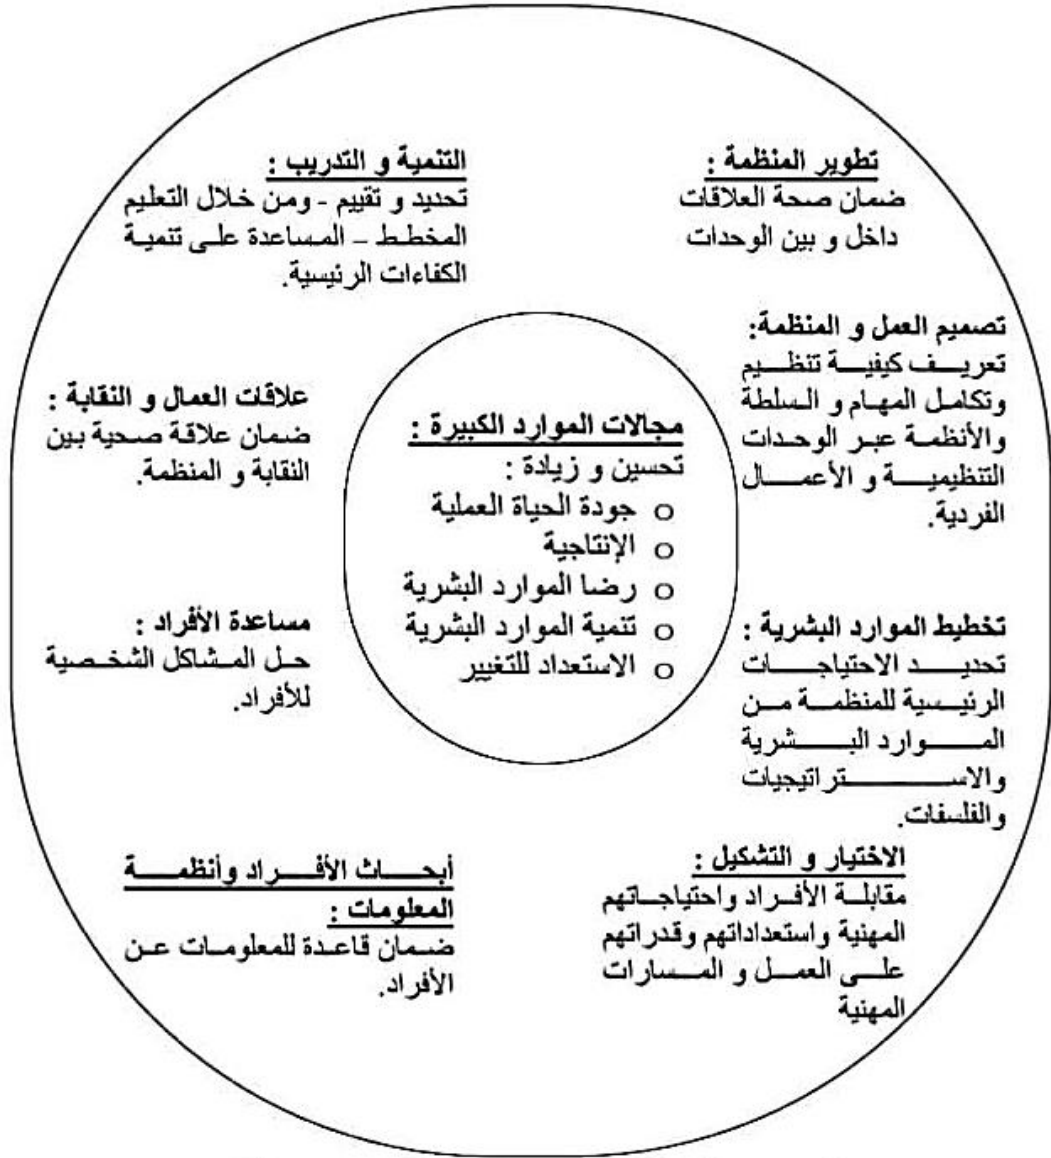 التنمية و التدريب :
تحديد و تقييم - ومن خلال التعليم
المخطط – المساعدة على تنمية
الكفاءات الرئيسية.
تطوير المنظمة :
ضمان صحة العلاقات
داخل و بين الوحدات
تصميم العمل و المنظمة:
تعريف كيفية تنظيم
وتكامل المهام و السلطة
والأنظمة عبر الوحدات
التنظيمية و الأعمال
الفردية.
علاقات العمال و النقابة :
ضمان علاقة صحية بين
النقابة و المنظمة.
مجالات الموارد الكبيرة :
تحسين و زيادة :
o جودة الحياة العملية
o الإنتاجية
o رضا الموارد البشرية
o تنمية الموارد البشرية
o الاستعداد للتغيير
مساعدة الأفراد :
حل المشاكل الشخصية
للأفراد.
تخطيط الموارد البشرية :
تحديد الاحتياجات
الرئيسية للمنظمة من
الموارد البشرية
والاستراتيجيات
والفلسفات.
الاختيار و التشكيل :
مقابلة الأفراد واحتياجاتهم
المهنية واستعداداتهم وقدراتهم
على العمل و المسارات
المهنية
أبحاث الأفراد وأنظمة
المعلومات :
ضمان قاعدة للمعلومات عن
الأفراد.